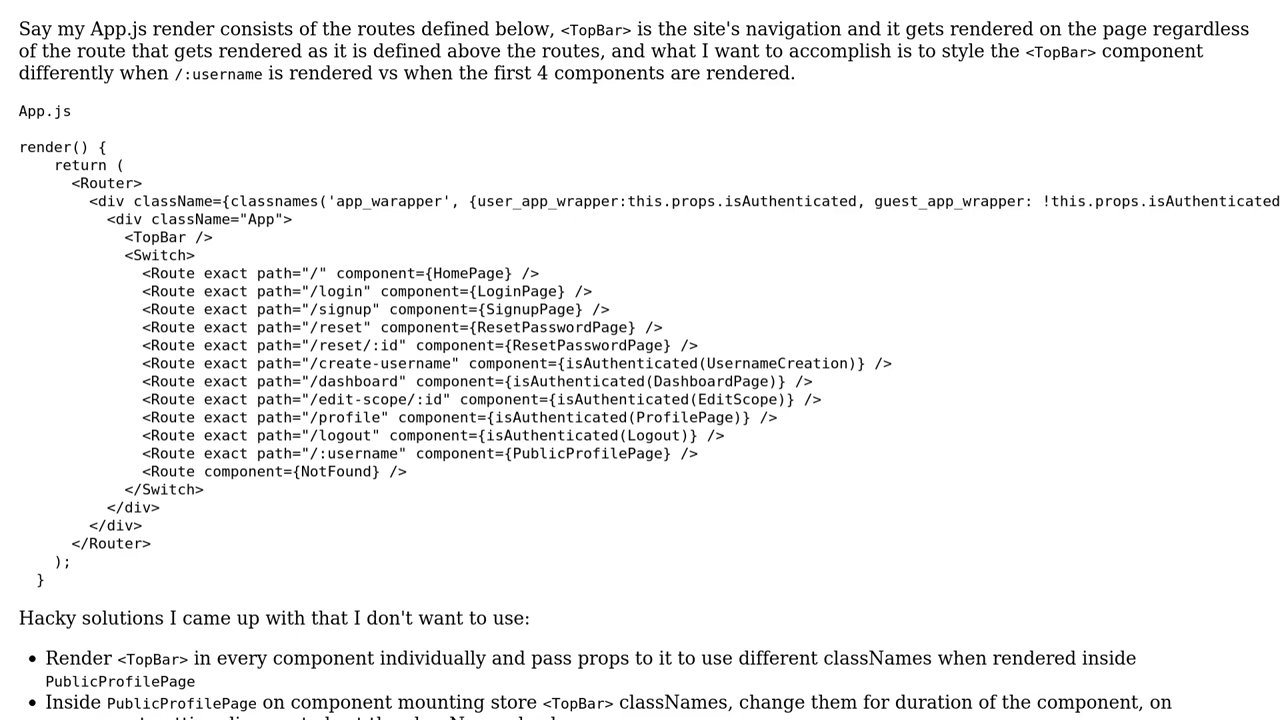 Say my App.js render consists of the routes defined below, <TopBar> is the site's navigation and it gets rendered on the page regardless
of the route that gets rendered as it is defined above the routes, and what I want to accomplish is to style the <TopBar> component
differently when /:username is rendered vs when the first 4 components are rendered.
App.js
render() {
    return (
      <Router>
        <div className={classnames('app_warapper', {user_app_wrapper:this.props.isAuthenticated, guest_app_wrapper: !this.props.isAuthenticated
          <div className="App">
            <TopBar />
            <Switch>
              <Route exact path="/" component={HomePage} />
              <Route exact path="/login" component={LoginPage} />
              <Route exact path="/signup" component={SignupPage} />
              <Route exact path="/reset" component={ResetPasswordPage} />
              <Route exact path="/reset/:id" component={ResetPasswordPage} />
              <Route exact path="/create-username" component={isAuthenticated(UsernameCreation)} />
              <Route exact path="/dashboard" component={isAuthenticated(DashboardPage)} />
              <Route exact path="/edit-scope/:id" component={isAuthenticated(EditScope)} />
              <Route exact path="/profile" component={isAuthenticated(ProfilePage)} />
              <Route exact path="/logout" component={isAuthenticated(Logout)} />
              <Route exact path="/:username" component={PublicProfilePage} />
              <Route component={NotFound} />
            </Switch>
          </div>
        </div>
      </Router>
    );
  }
Hacky solutions I came up with that I don't want to use:
• Render <TopBar> in every component individually and pass props to it to use different classNames when rendered inside
PublicProfilePage
• Inside PublicProfilePage on component mounting store <TopBar> classNames, change them for duration of the component, on